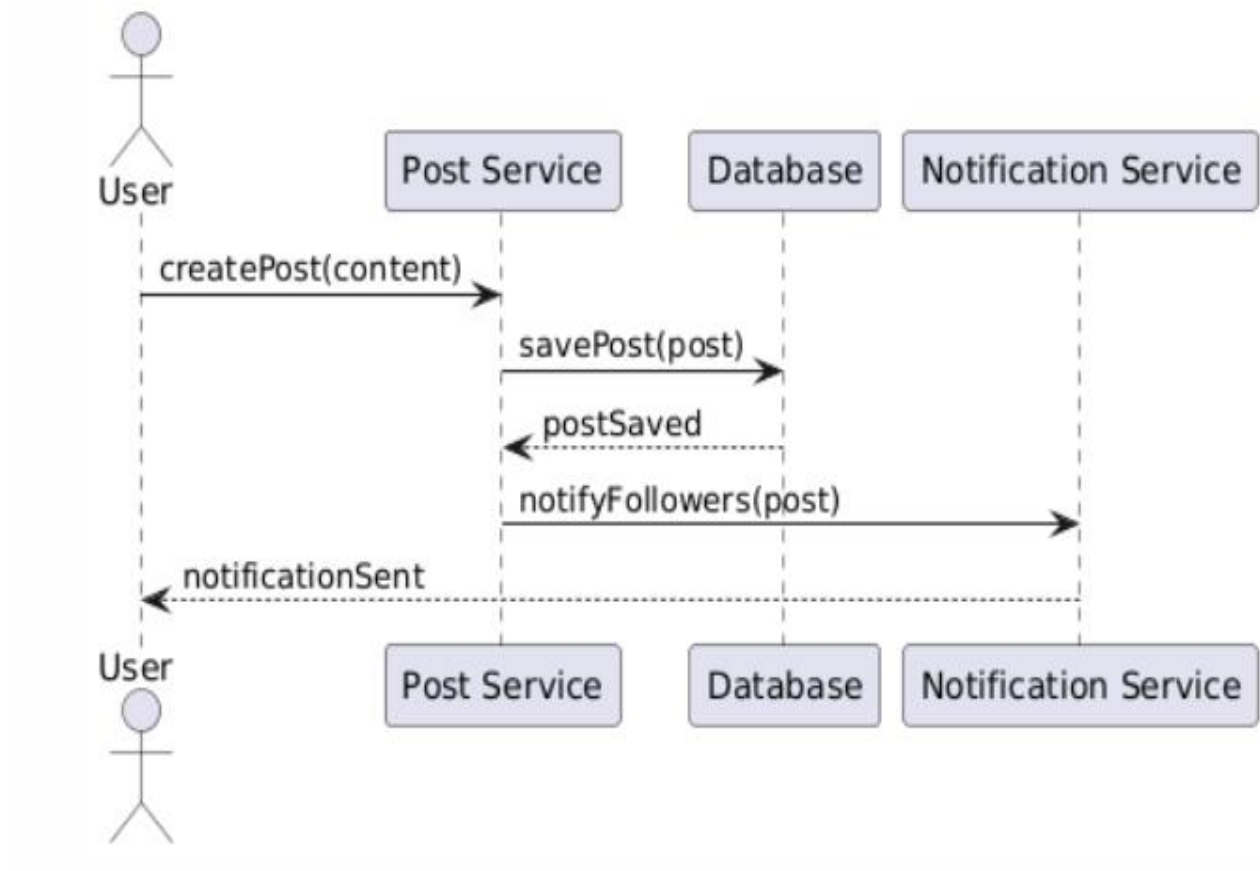 User
Post Service
Database
Notification Service
createPost(content)
savePost(post)
postSaved
notifyFollowers(post)
notificationSent
User
Post Service
Database
Notification Service